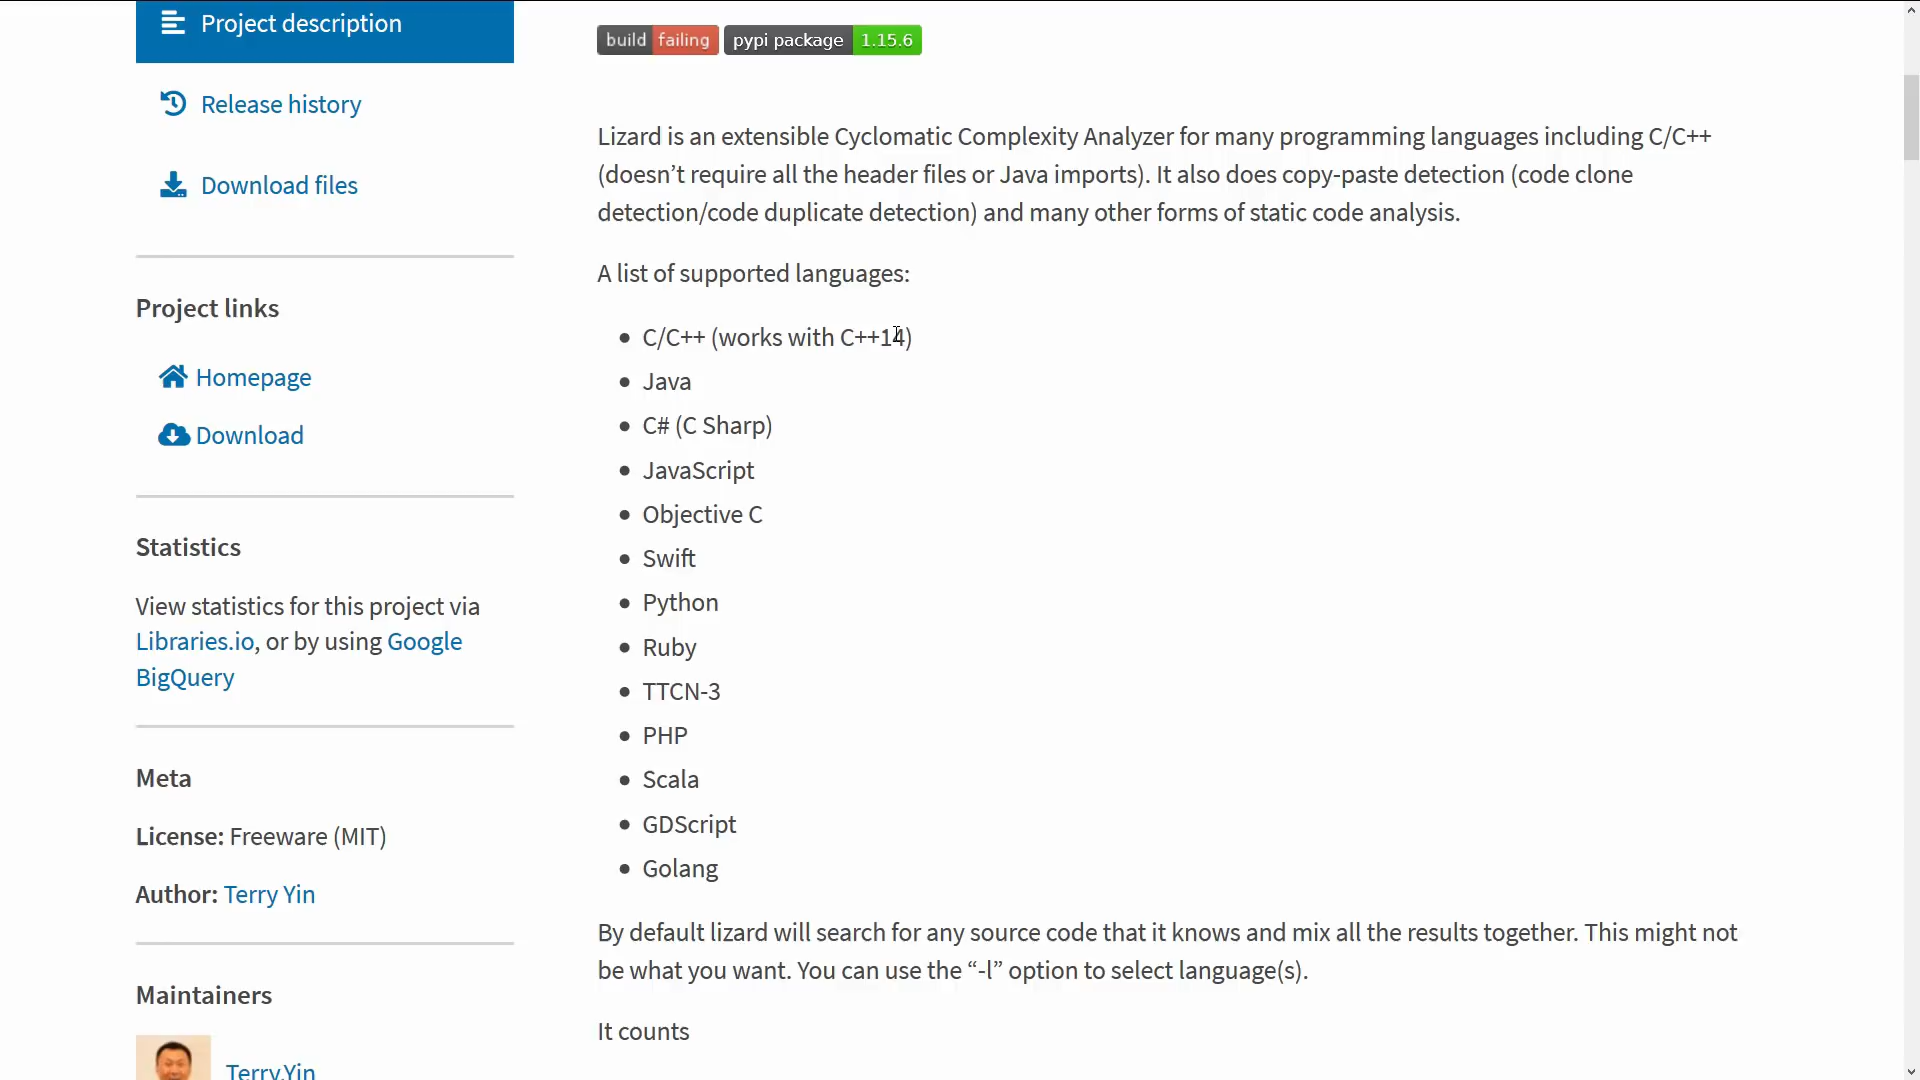 Project description
Release history
Download files
Project links
Homepage
Download
Statistics
View statistics for this project via
Libraries.io, or by using Google
BigQuery
Meta
License: Freeware (MIT)
Author: Terry Yin
Maintainers
Terry.Yin
build failing pypi package 1.15.6
Lizard is an extensible Cyclomatic Complexity Analyzer for many programming languages including C/C++
(doesn’t require all the header files or Java imports). It also does copy-paste detection (code clone
detection/code duplicate detection) and many other forms of static code analysis.
A list of supported languages:
• C/C++ (works with C++14)
• Java
• C# (C Sharp)
• JavaScript
• Objective C
• Swift
• Python
• Ruby
• TTCN-3
• PHP
• Scala
• GDScript
• Golang
By default lizard will search for any source code that it knows and mix all the results together. This might not
be what you want. You can use the “-l” option to select language(s).
It counts